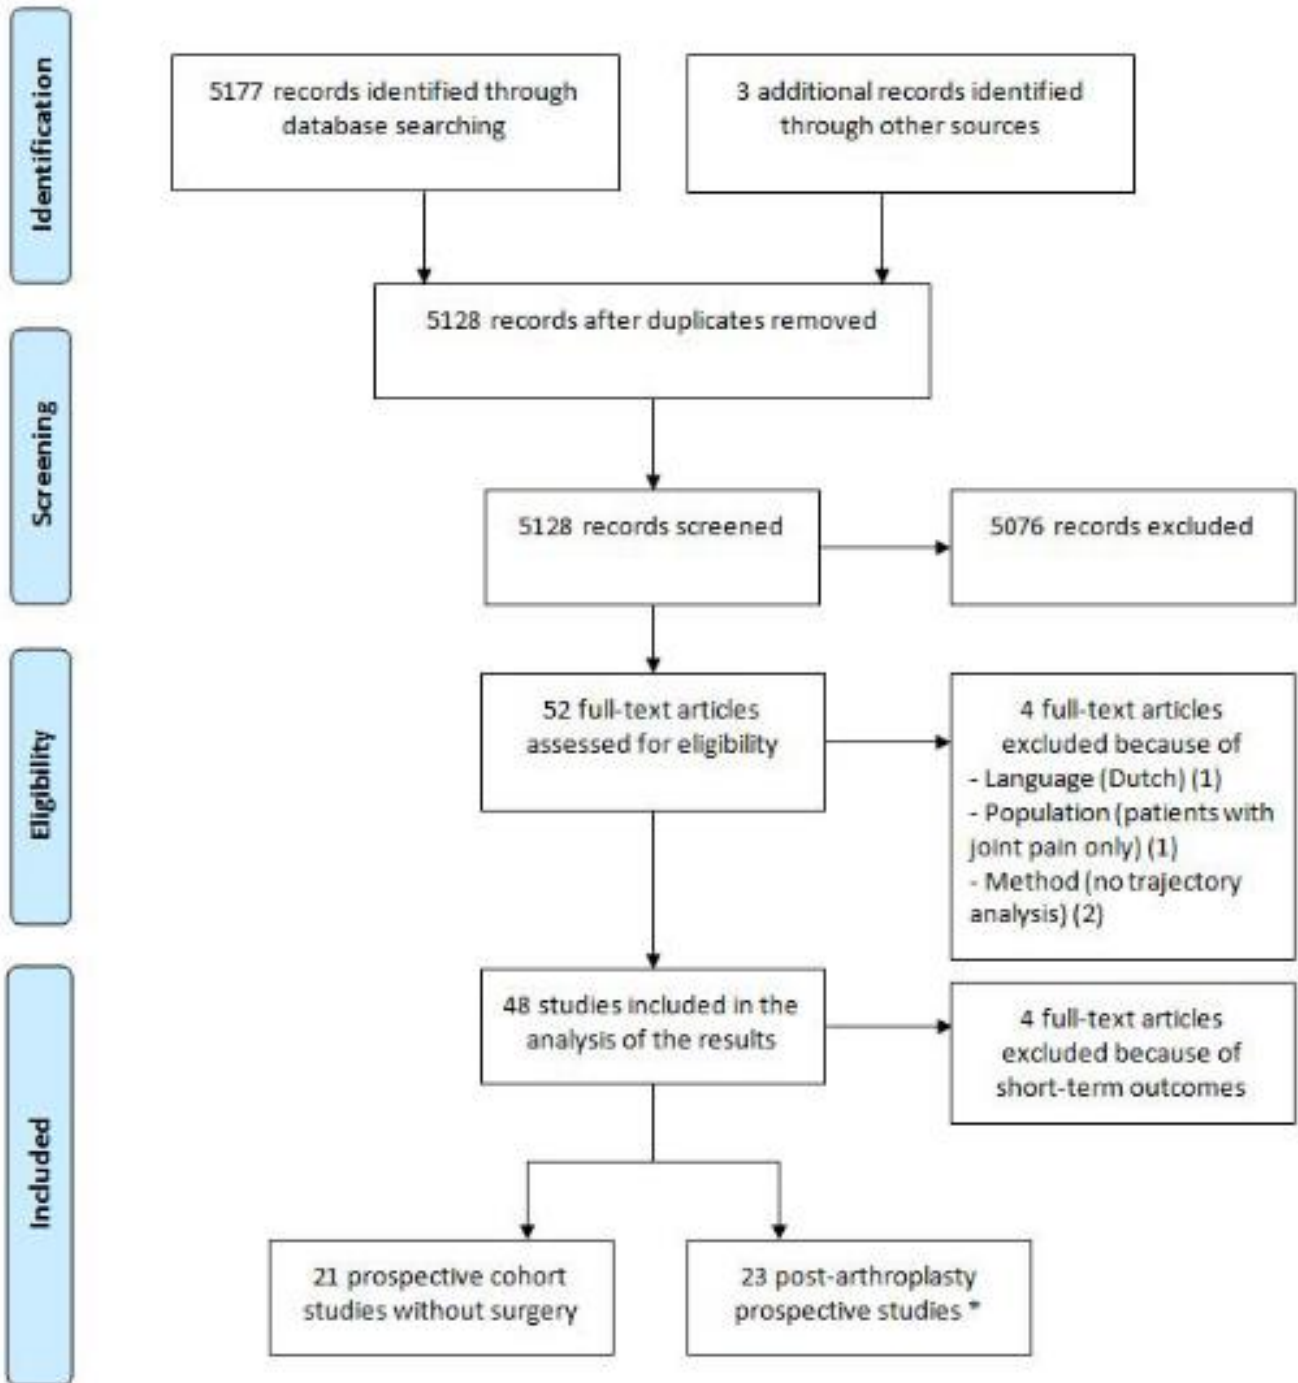 Identification
5177 records identified through
database searching
3 additional records identified
through other sources
5128 records after duplicates removed
Screening
5128 records screened
5076 records excluded
Eligibility
52 full-text articles
assessed for eligibility
4 full-text articles
excluded because of
- Language (Dutch) (1)
- Population (patients with
joint pain only) (1)
- Method (no trajectory
analysis) (2)
Included
48 studies included in the
analysis of the results
4 full-text articles
excluded because of
short-term outcomes
21 prospective cohort
studies without surgery
23 post-arthroplasty
prospective studies *